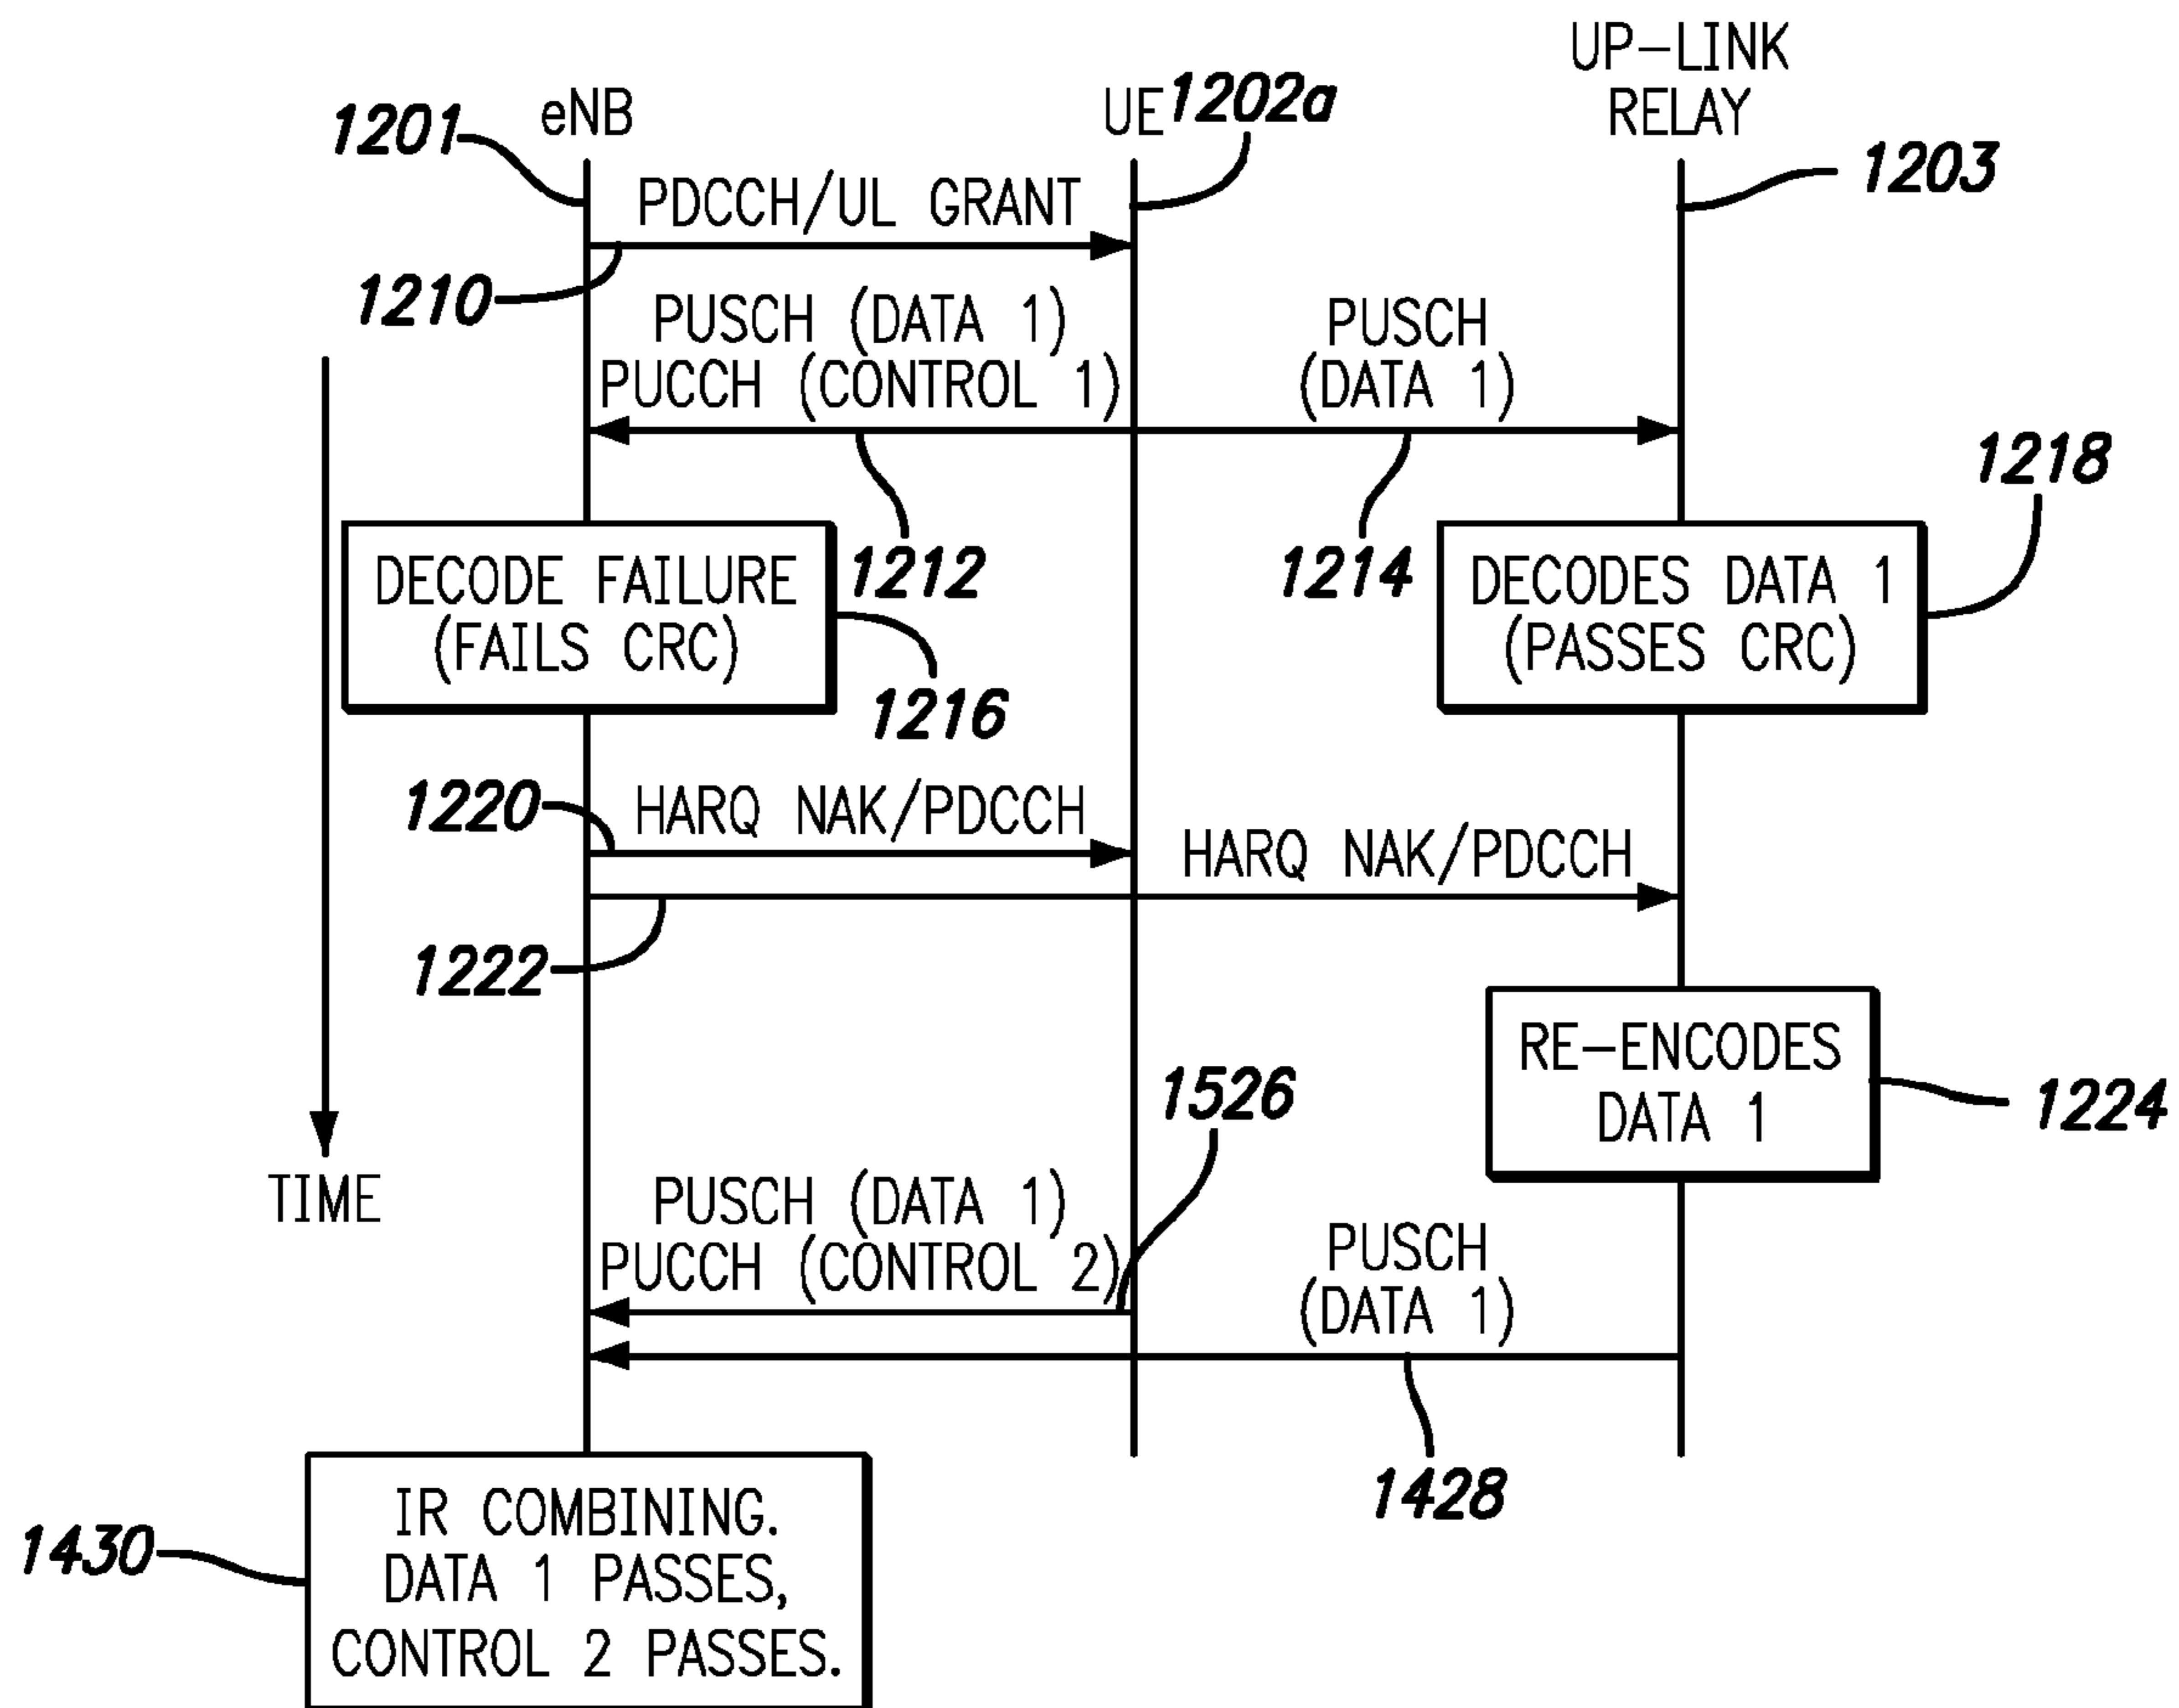 UP-LINK
RELAY
eNB
UE
1202a
1201
1203
PDCCH/UL GRANT
1210
PUSCH (DATA 1)
PUCCH (CONTROL 1)
PUSCH
(DATA 1)
1218
1212
1214
DECODE FAILURE
(FAILS CRC)
DECODES DATA 1
(PASSES CRC)
1216
1220
HARQ NAK/PDCCH
HARQ NAK/PDCCH
1222
RE-ENCODES
DATA 1
1526
1224
TIME
PUSCH (DATA 1)
PUCCH (CONTROL 2)
PUSCH
(DATA 1)
1428
1430
IR COMBINING.
DATA 1 PASSES,
CONTROL 2 PASSES.